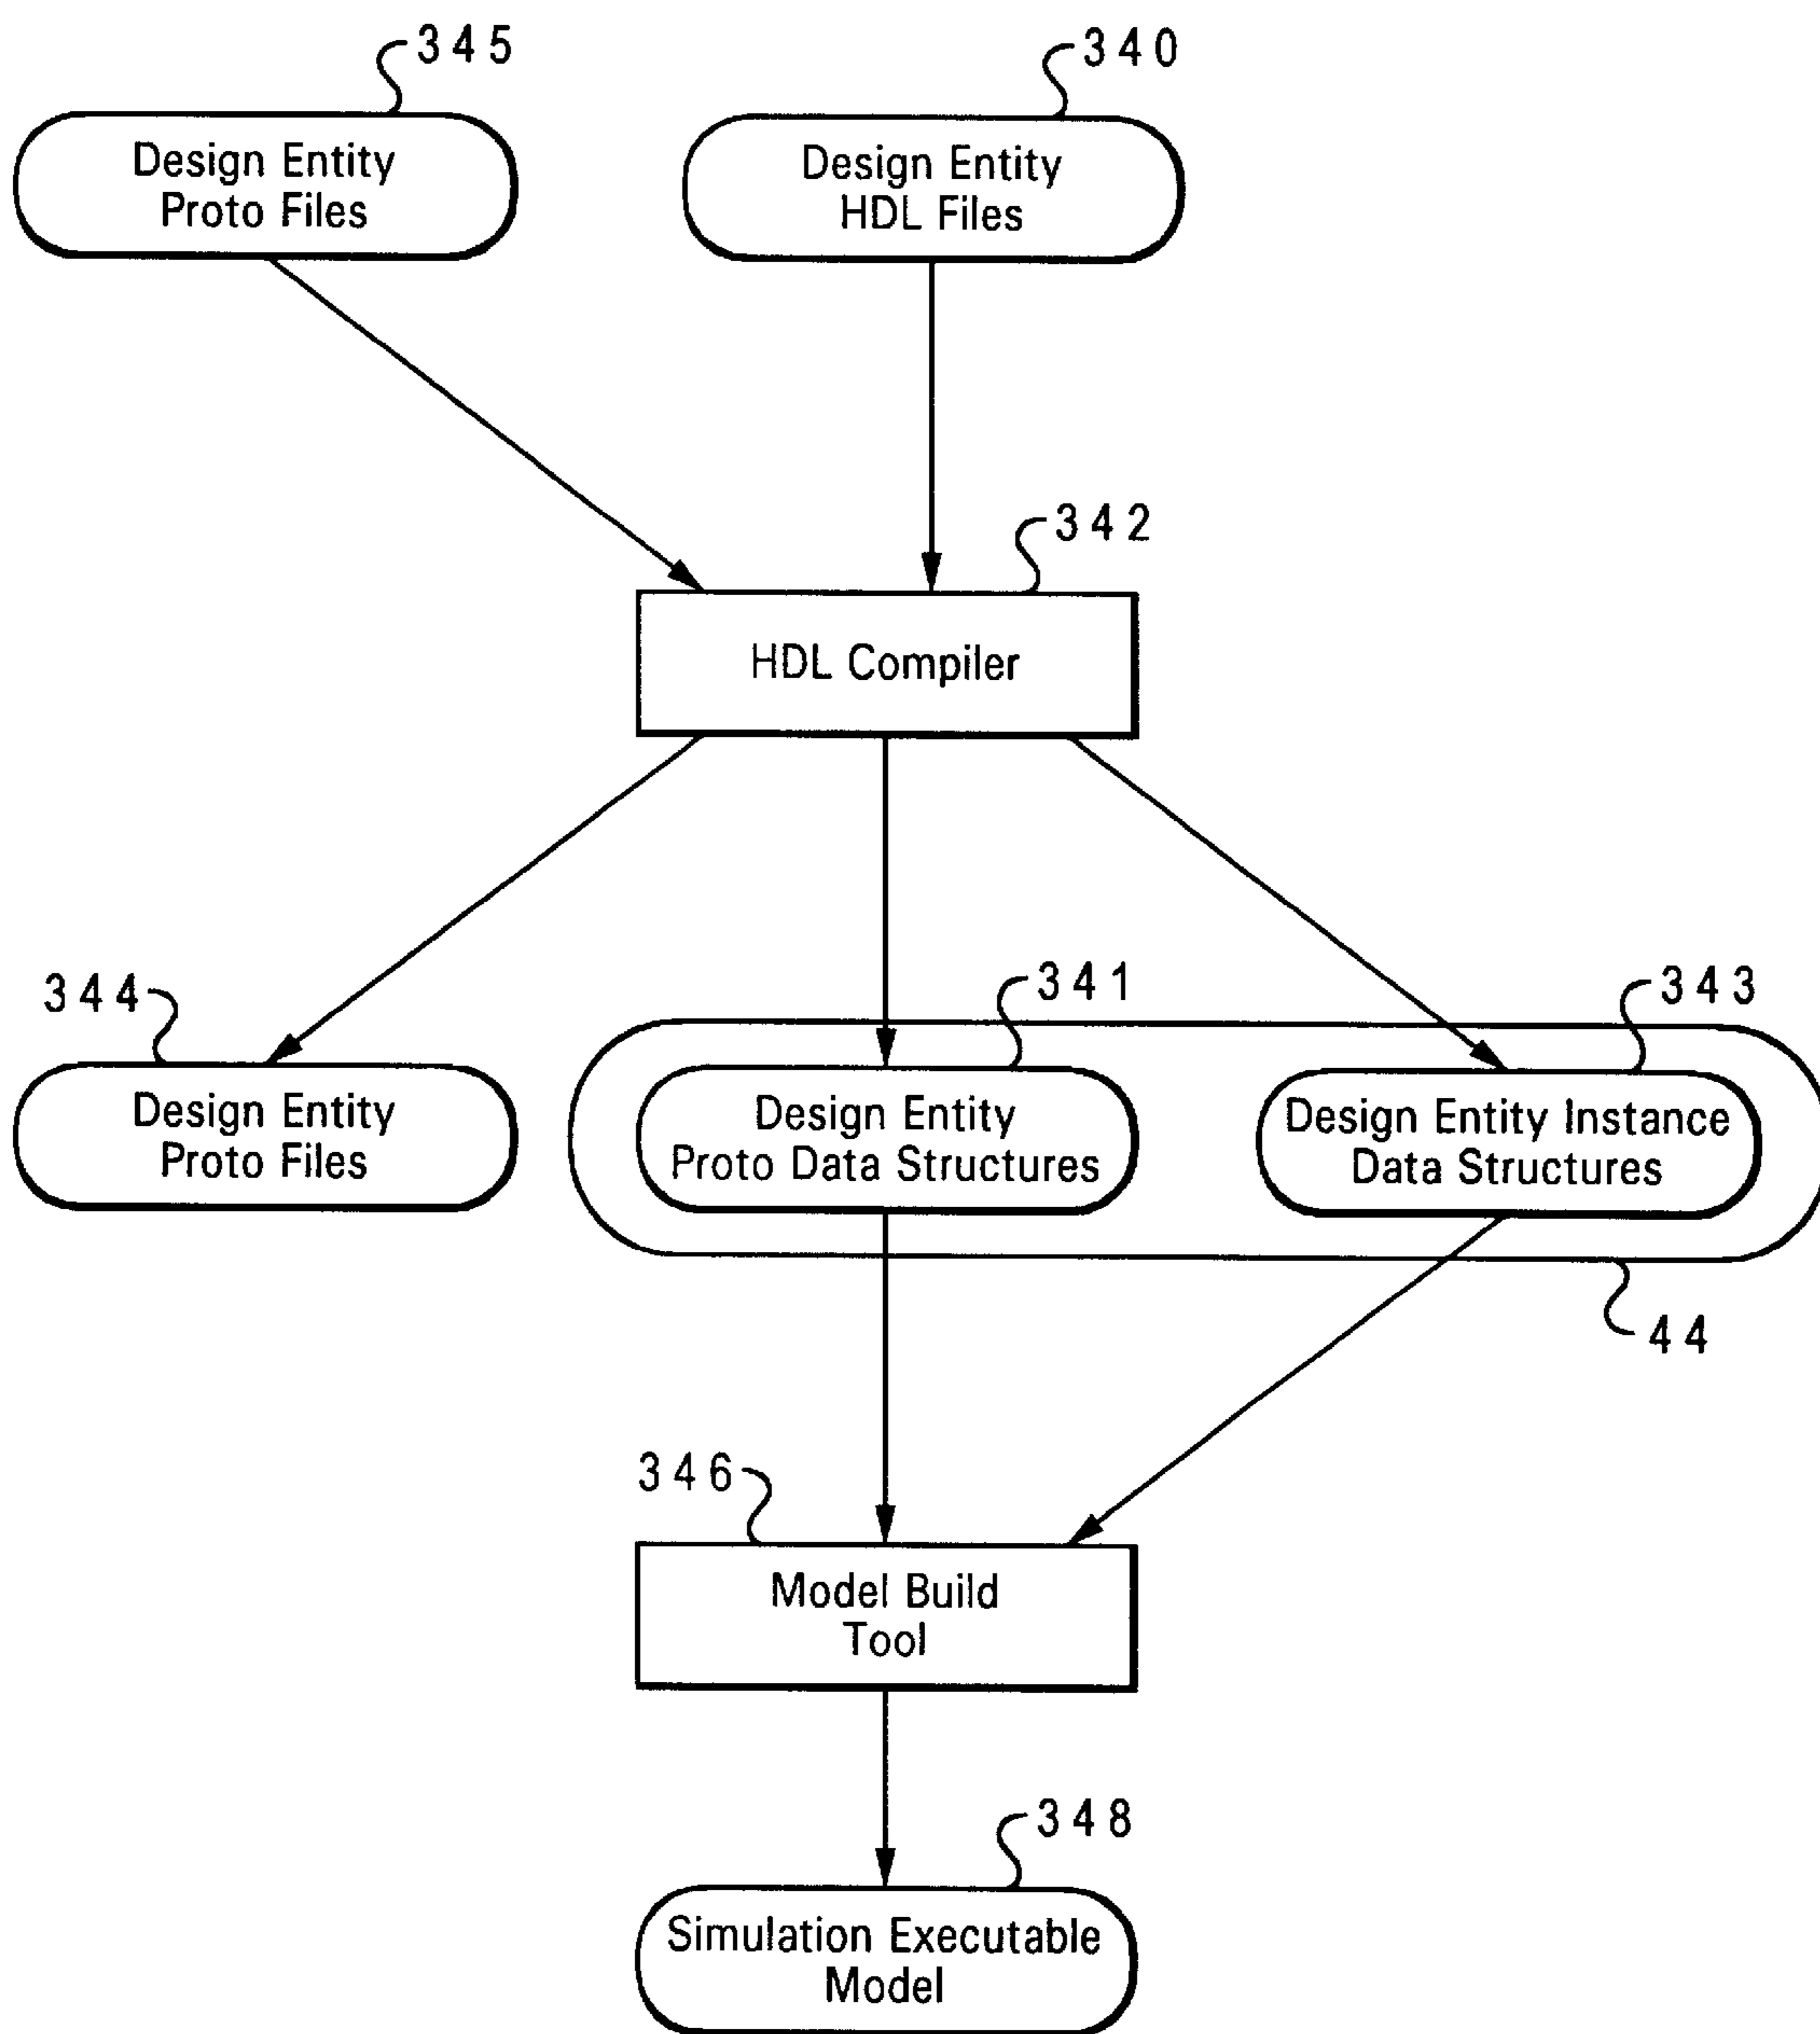 345
340
Design Entity
Proto Files
Design Entity
HDL Files
342
HDL Compiler
344
341
343
Design Entity
Proto Files
Design Entity
Proto Data Structures
Design Entity Instance
Data Structures
44
346
Model Build
Tool
348
Simulation Executable
Model